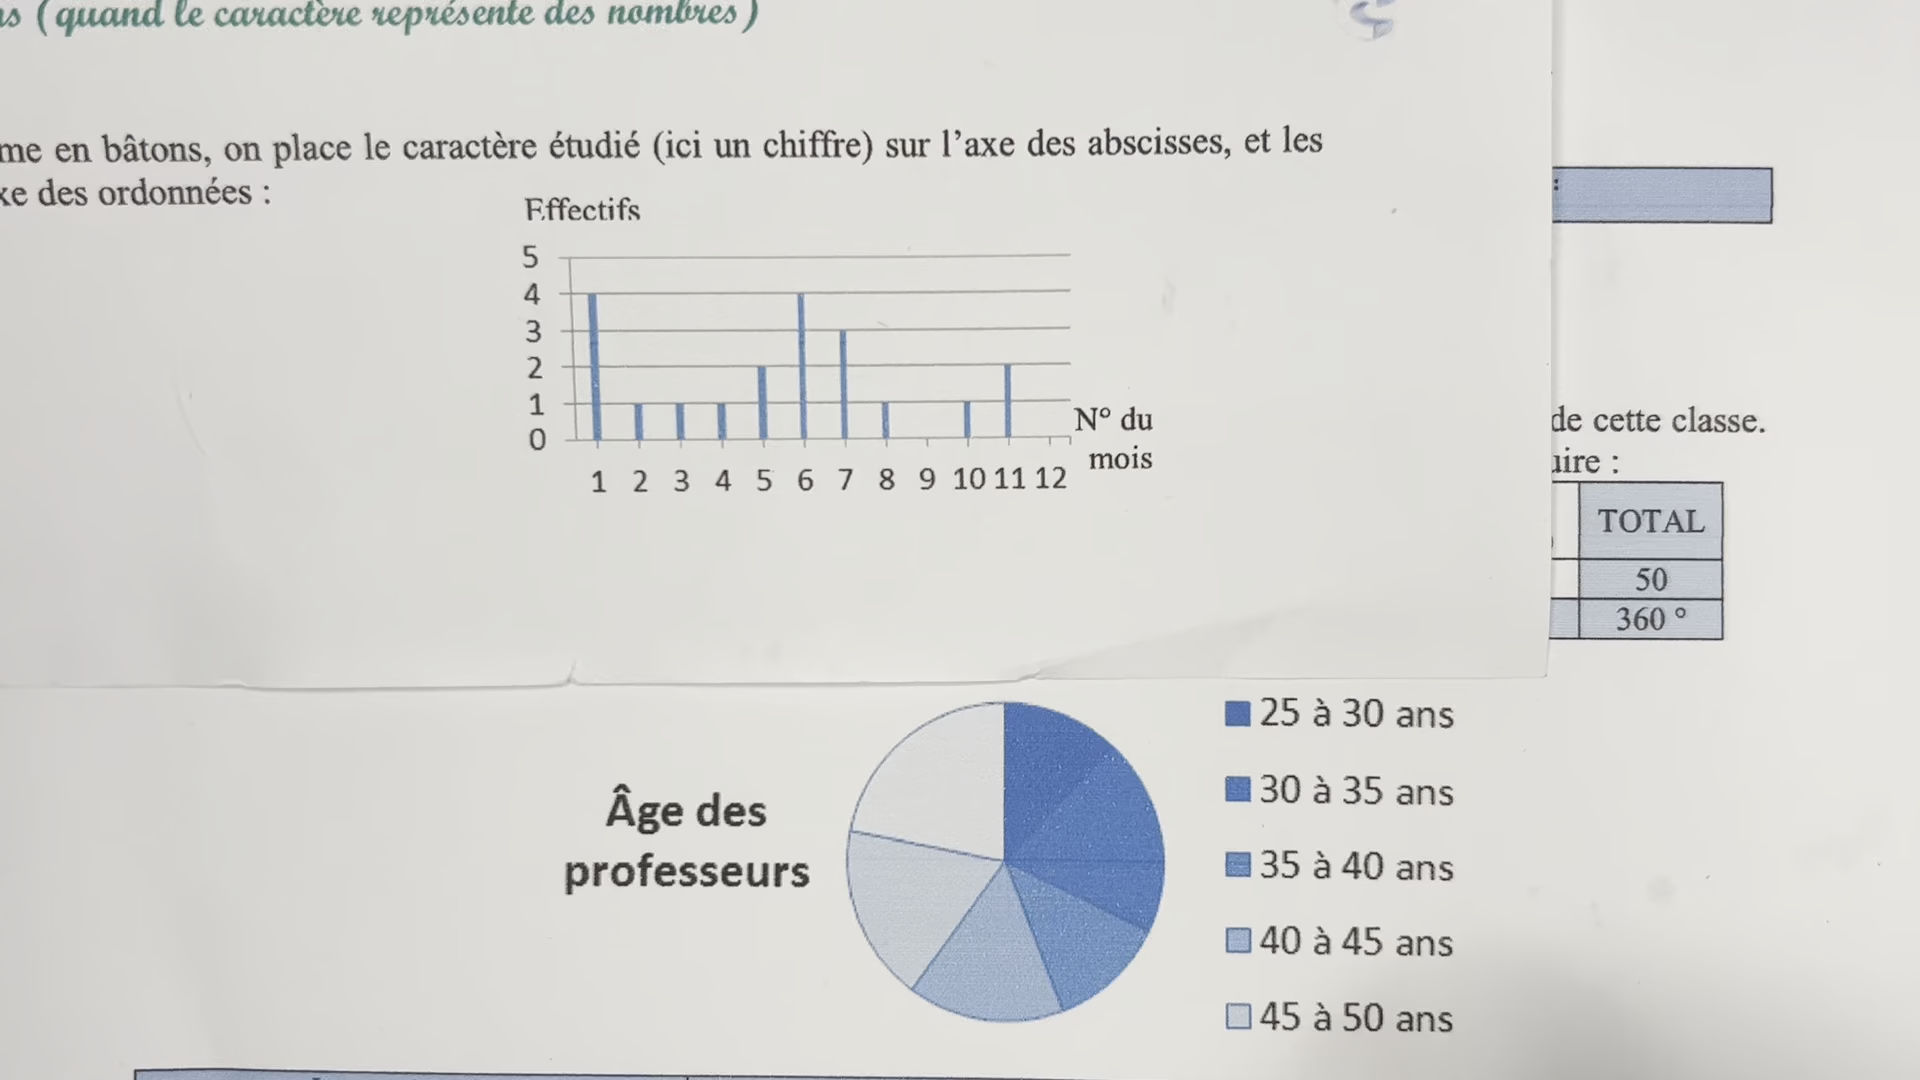 (quand le caractère représente des nombres)
en bâtons, on place le caractère étudié (ici un chiffre) sur l'axe des abscisses, et les
des ordonnées :
Effectifs
5
4
3
2
1
0
1 2 3 4 5 6 7 8 9 10 11 12
N° du
mois
:
de cette classe.
:
TOTAL
50
360 °
Âge des
professeurs
25 à 30 ans
30 à 35 ans
35 à 40 ans
40 à 45 ans
45 à 50 ans